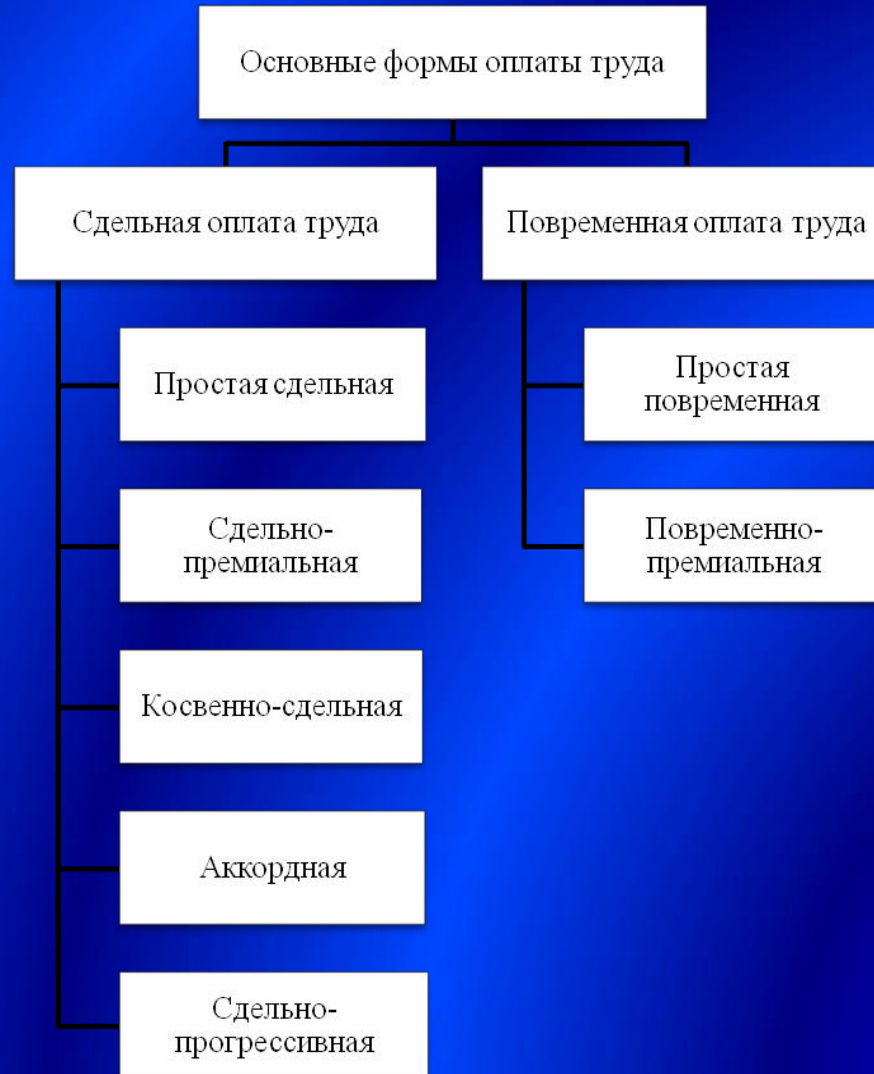 Основные формы оплаты труда
Сдельная оплата труда
Повременная оплата труда
Простая сдельная
Простая
повременная
Сдельно-
премиальная
Повременно-
премиальная
Косвенно-сдельная
Аккордная
Сдельно-
прогрессивная